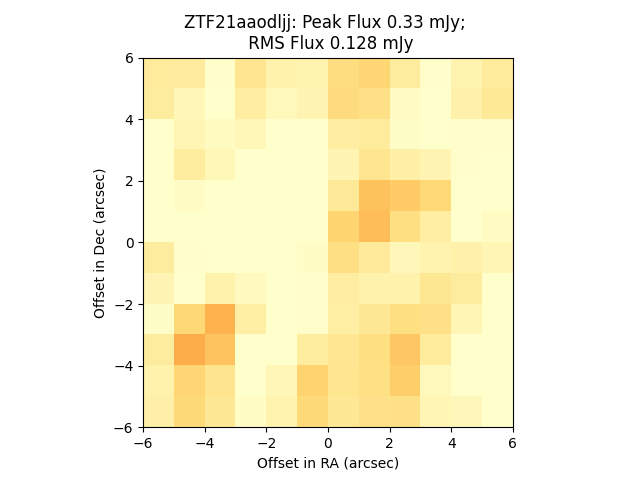 ZTF21aaodljj: Peak Flux 0.33 mJy;
RMS Flux 0.128 mJy
6
4
2
0
−2
−4
−6
Offset in Dec (arcsec)
−6 −4 −2 0 2 4 6
Offset in RA (arcsec)